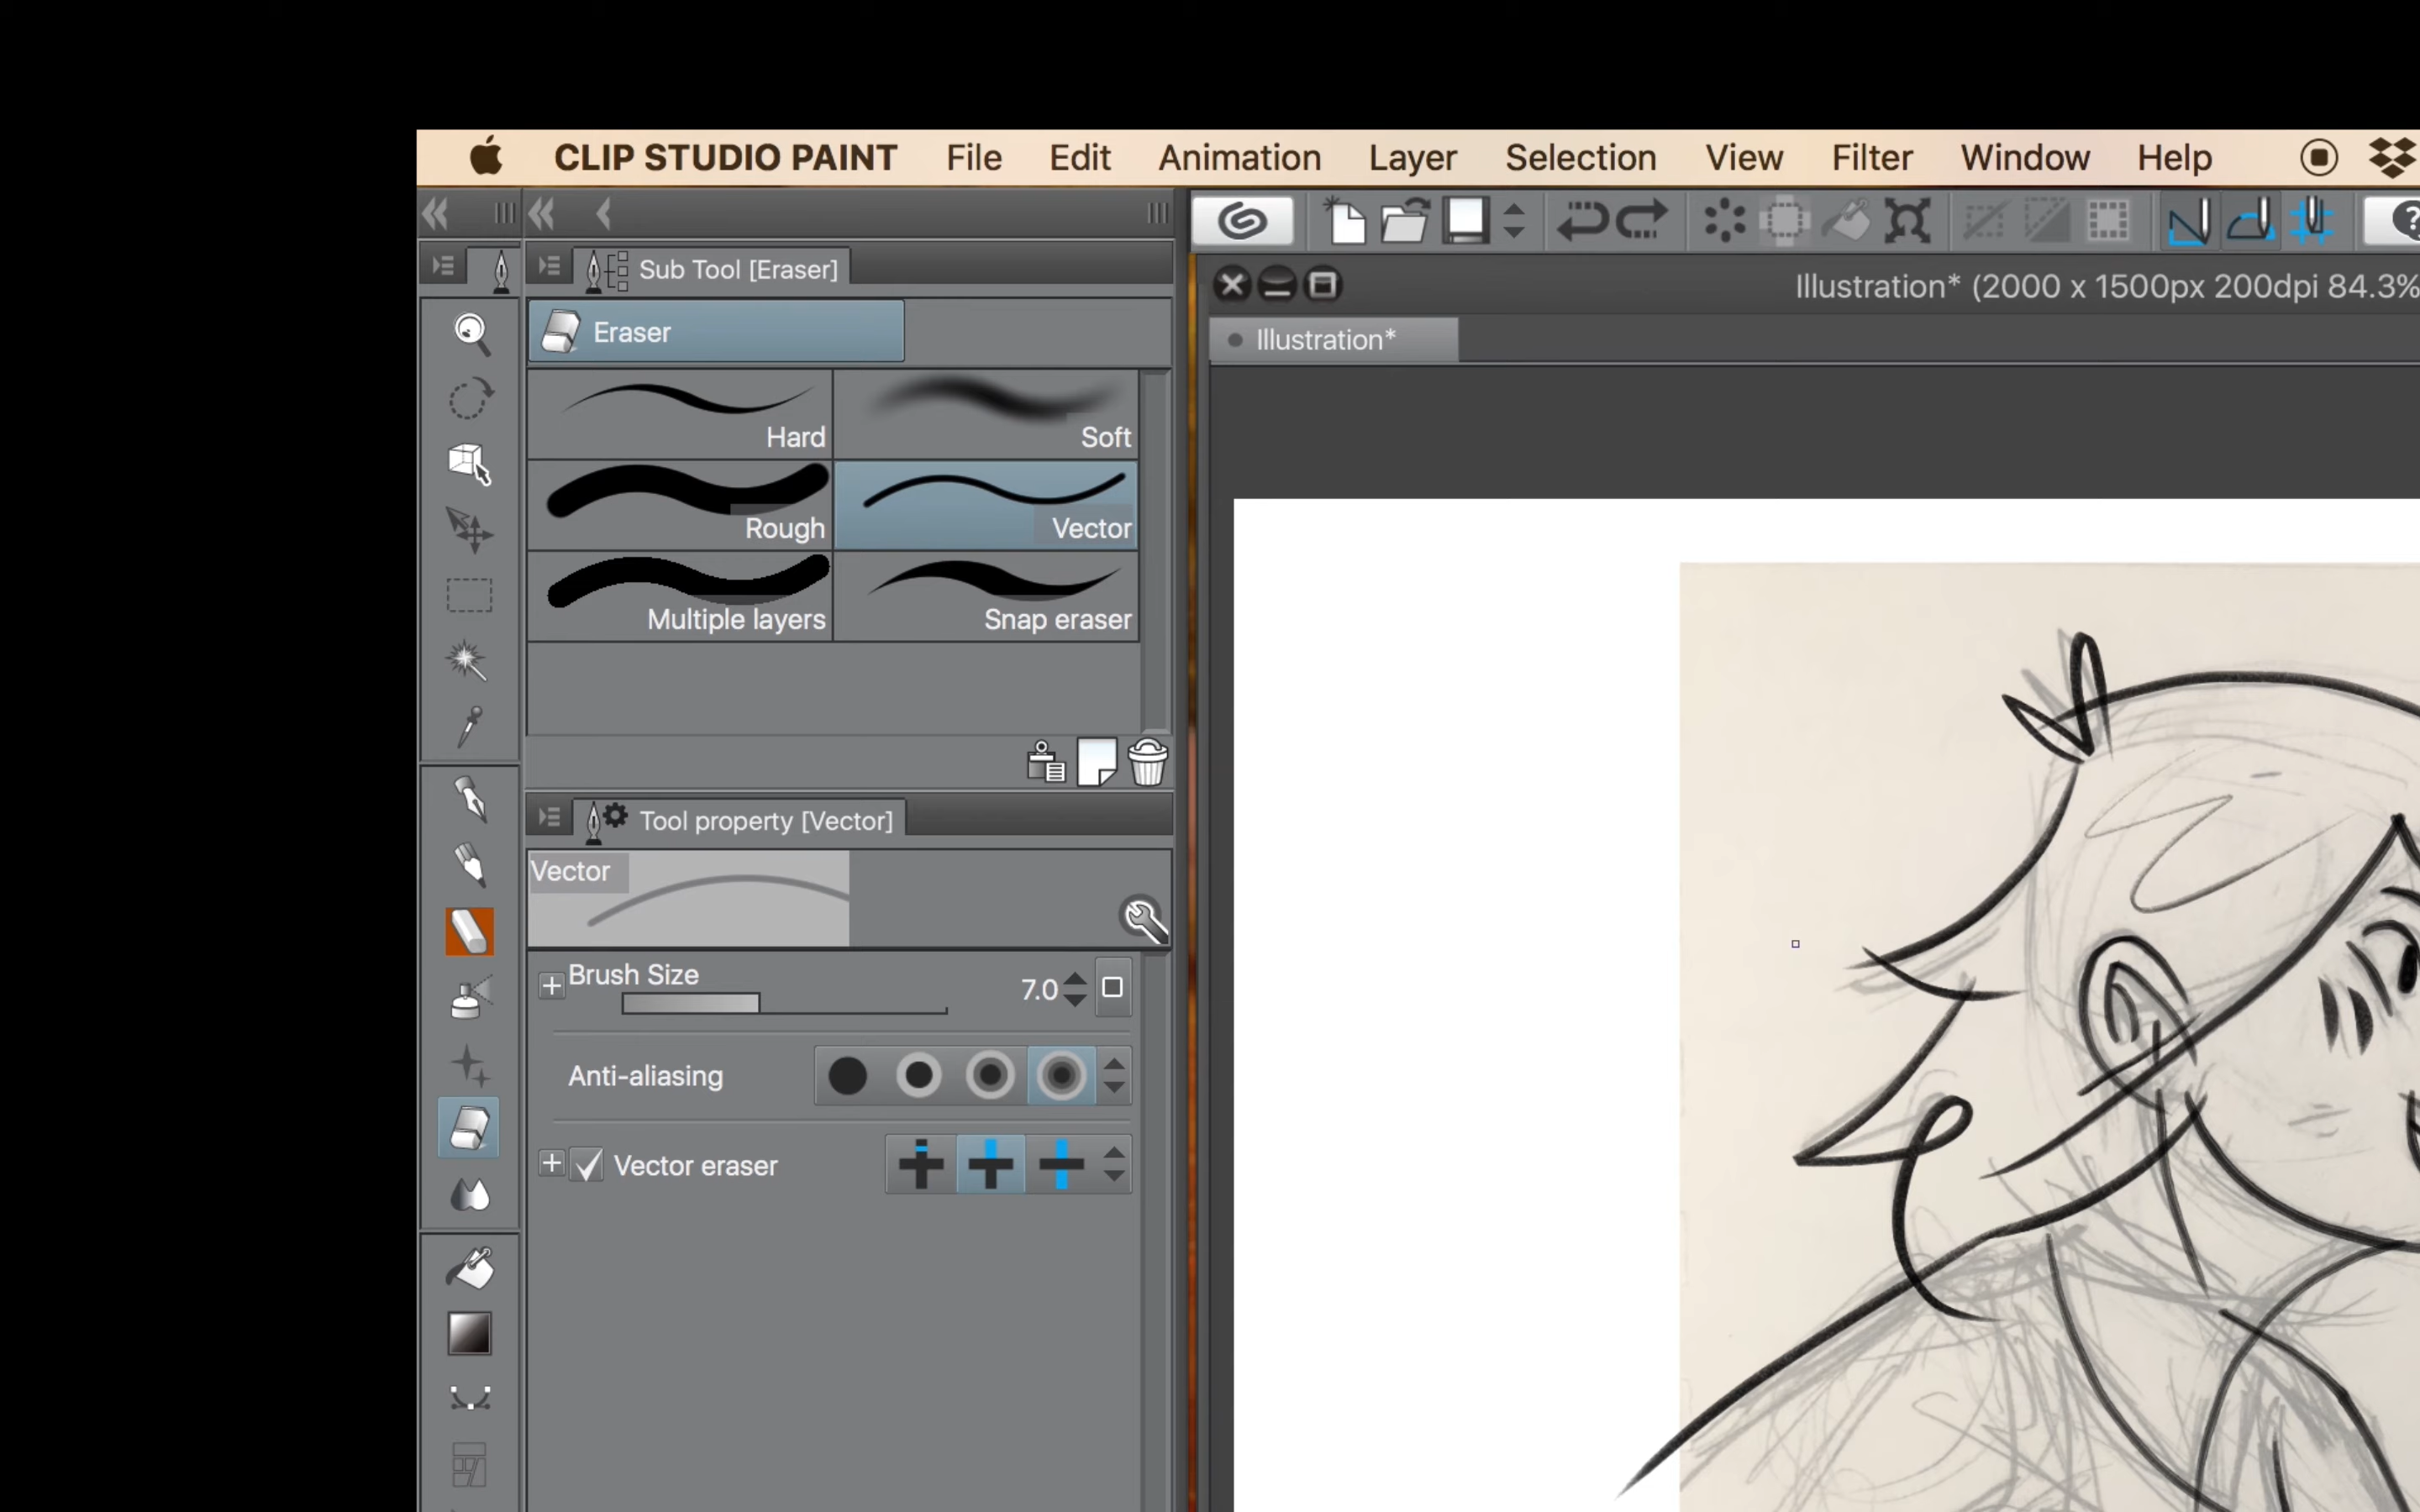 CLIP STUDIO PAINT File Edit Animation Layer Selection View Filter Window Help
Sub Tool [Eraser]
Illustration* (2000 x 1500px 200dpi 84.3%
Eraser
Illustration*
Hard
Soft
Rough
Vector
Multiple layers
Snap eraser
Tool property [Vector]
Vector
Brush Size
7.0
Anti-aliasing
Vector eraser